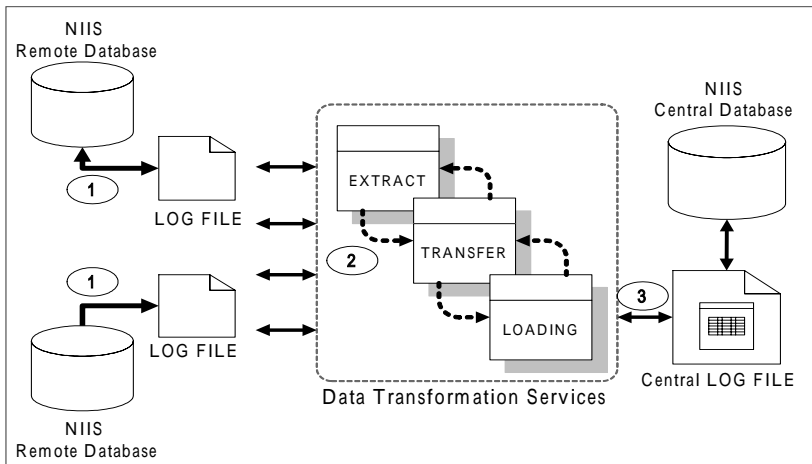 NIIS
Remote Database
1
LOG FILE
1
LOG FILE
NIIS
Remote Database
EXTRACT
2
TRANSFER
LOADING
Data Transformation Services
3
NIIS
Central Database
Central LOG FILE